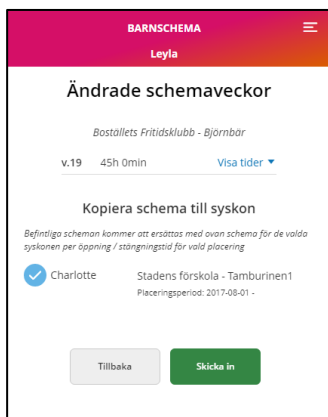 BARNSCHEMA
Leyla
Ändrade schemaveckor
Boställets Fritidsklubb - Björnbär
v.19 45h 0min Visa tider
Kopiera schema till syskon
Befintliga scheman kommer att ersättas med ovan schema för de valda
syskonen per öppning / stängningstid för vald placering
Charlotte Stadens förskola - Tamburinen1
Placeringsperiod: 2017-08-01 -
Tillbaka Skicka in